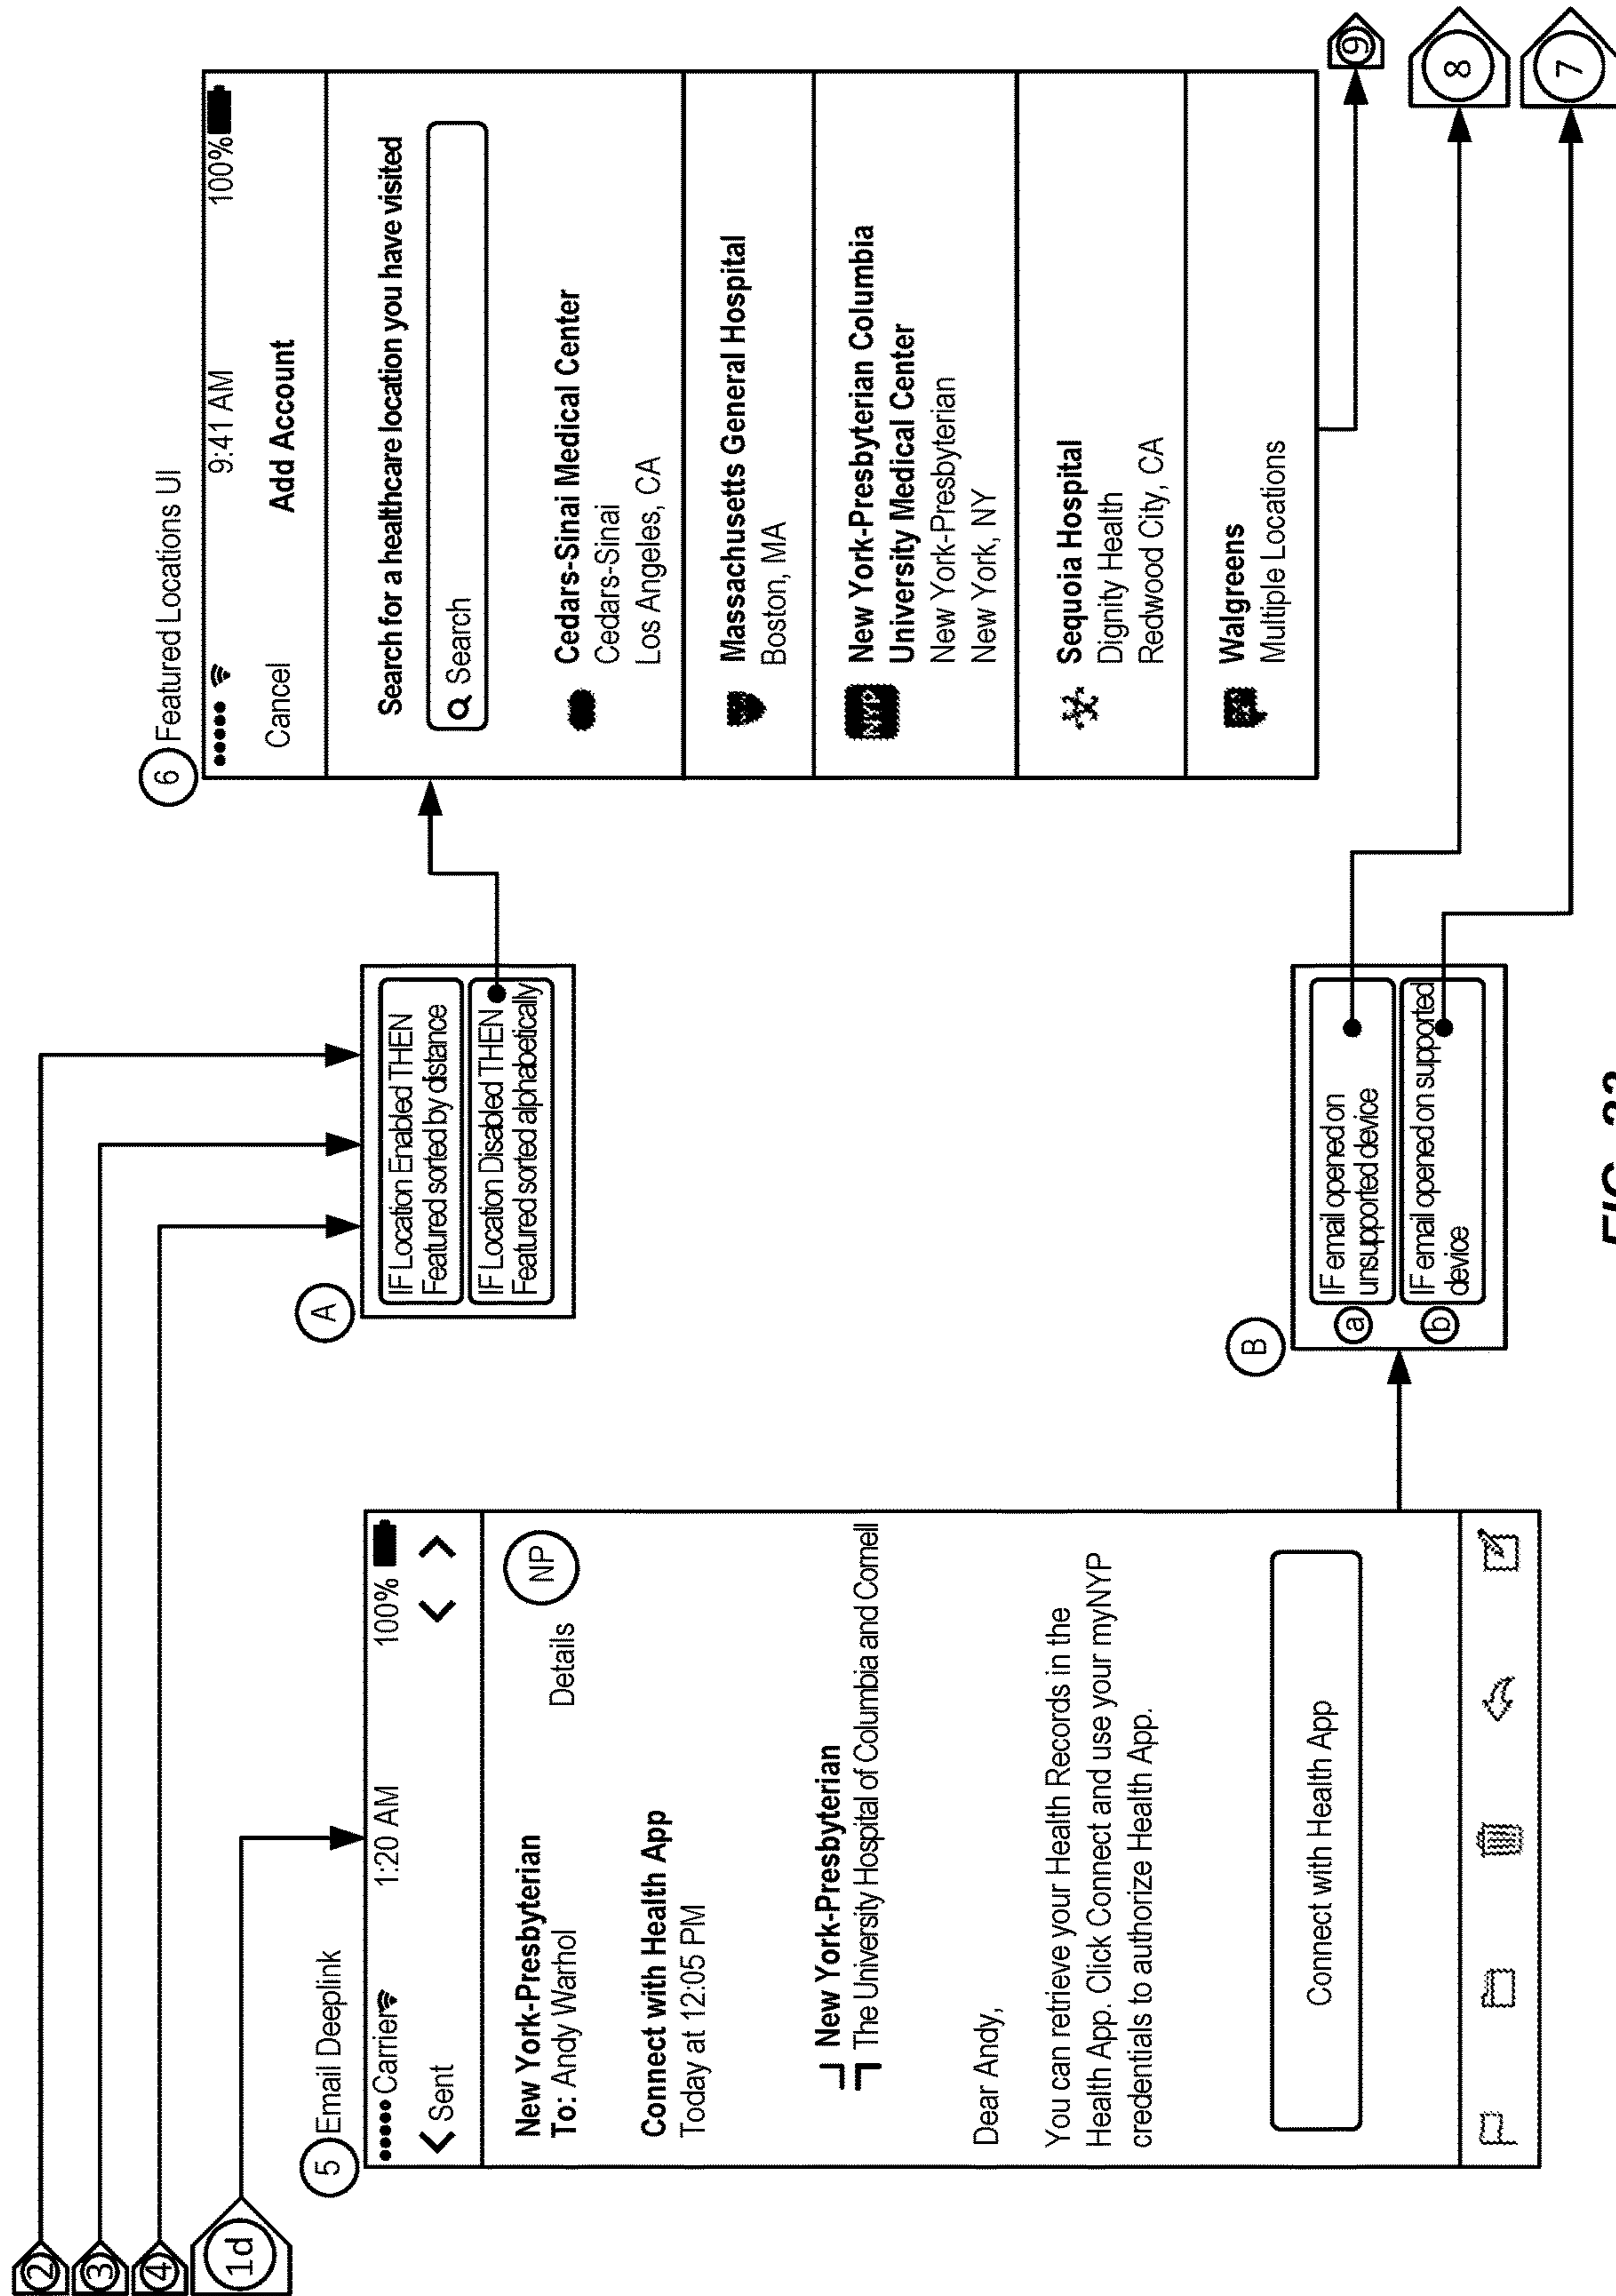 2
3
4
1d
5 Email Deeplink
Carrier 1:20 AM 100%
Sent
New York-Presbyterian
NP
To: Andy Warhol Details
Connect with Health App
Today at 12:05 PM
New York-Presbyterian
The University Hospital of Columbia and Cornell
Dear Andy,
You can retrieve your Health Records in the
Health App. Click Connect and use your myNYP
credentials to authorize Health App.
Connect with Health App
A
IF Location Enabled THEN
Featured sorted by distance
IF Location Disabled THEN
Featured sorted alphabetically
B
a
IF email opened on
unsupported device
b
IF email opened on supported
device
6 Featured Locations UI
9:41 AM 100%
Cancel Add Account
Search for a healthcare location you have visited
Search
Cedars-Sinai Medical Center
Cedars-Sinai
Los Angeles, CA
Massachusetts General Hospital
Boston, MA
NYP
New York-Presbyterian Columbia
University Medical Center
New York-Presbyterian
New York, NY
Sequoia Hospital
Dignity Health
Redwood City, CA
Walgreens
Multiple Locations
9
8
7